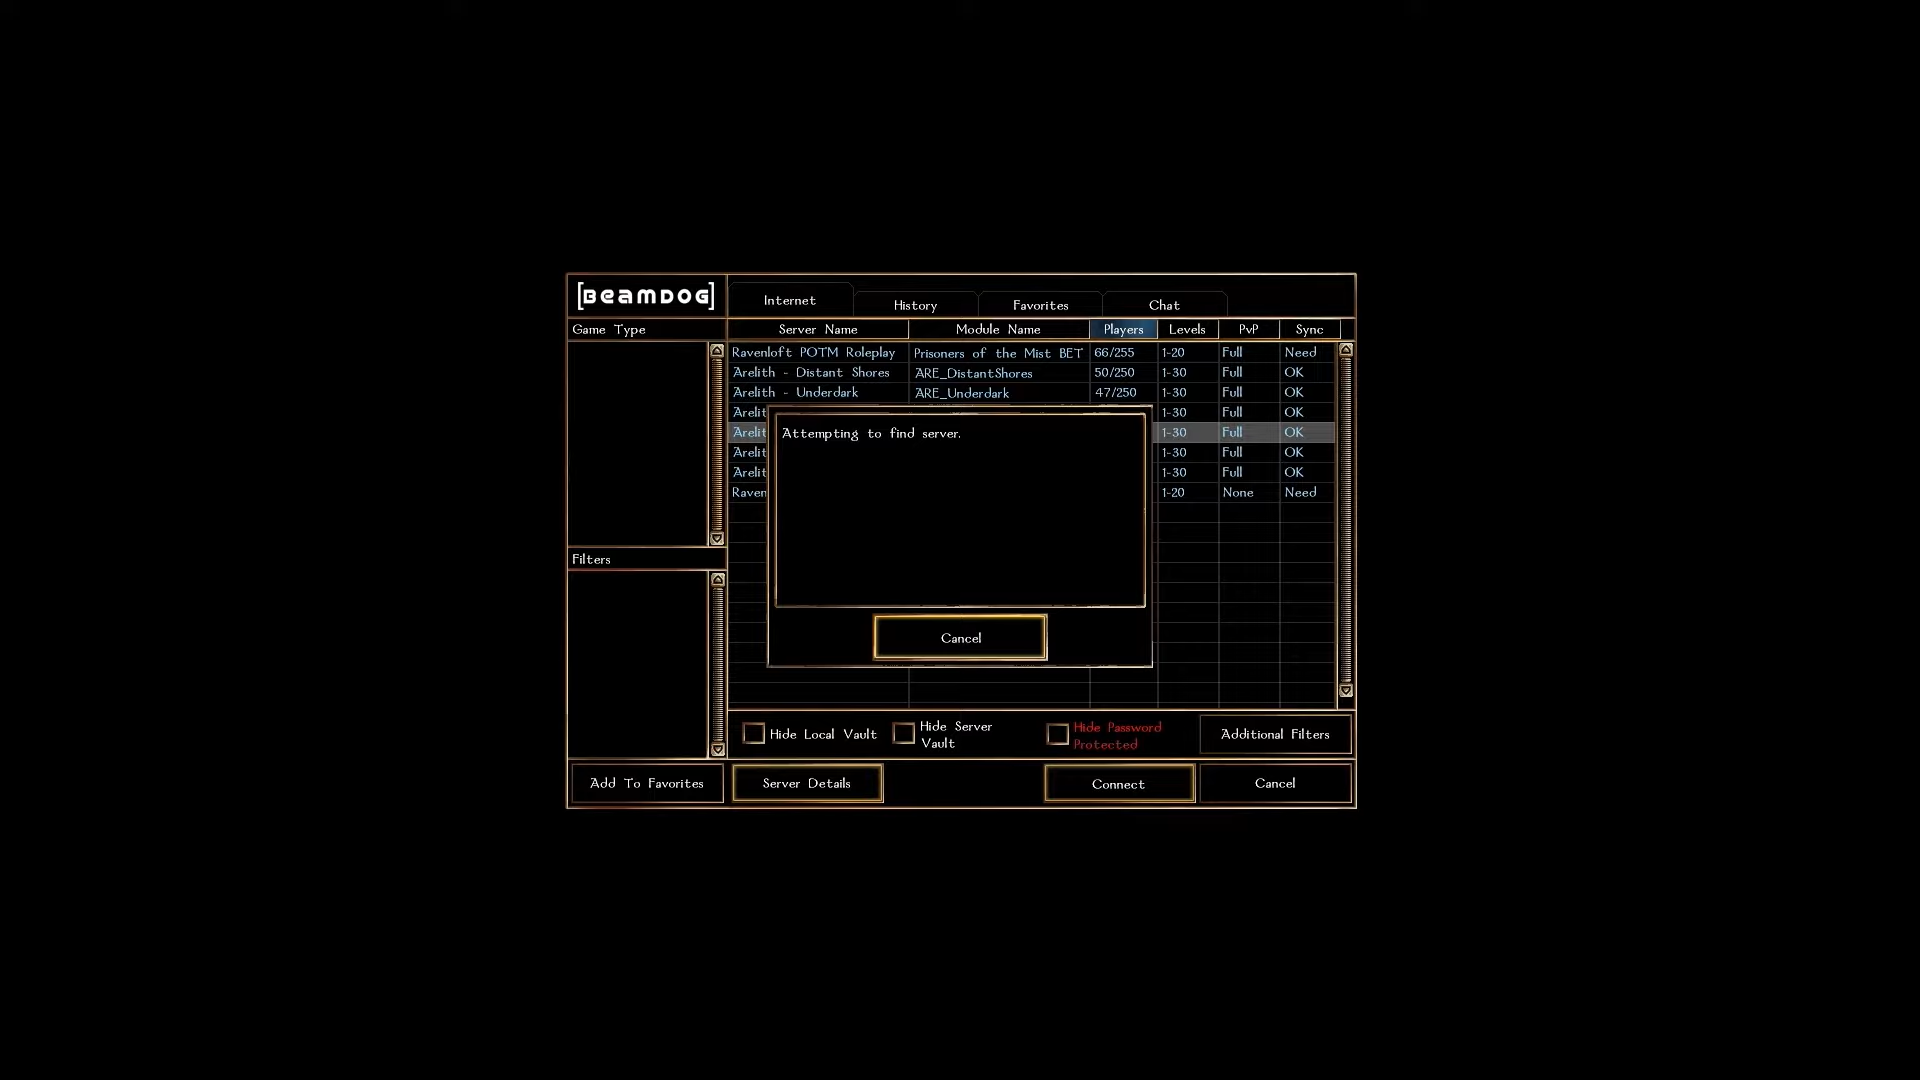 [BEAMDOG]
Internet
History
Favorites
Chat
Game Type
Server Name Module Name Players Levels PvP Sync
Ravenloft POTM Roleplay Prisoners of the Mist BET 66/255 1-20 Full Need
Arelith - Distant Shores ARE_DistantShores 50/250 1-30 Full OK
Arelith - Underdark ARE_Underdark 47/250 1-30 Full OK
Arelit 1-30 Full OK
Arelit 1-30 Full OK
Arelit 1-30 Full OK
Arelit 1-30 Full OK
Raven 1-20 None Need
Attempting to find server.
Cancel
Filters
Hide Local Vault
Hide Server
Vault
Hide Password
Protected
Additional Filters
Add To Favorites
Server Details
Connect
Cancel